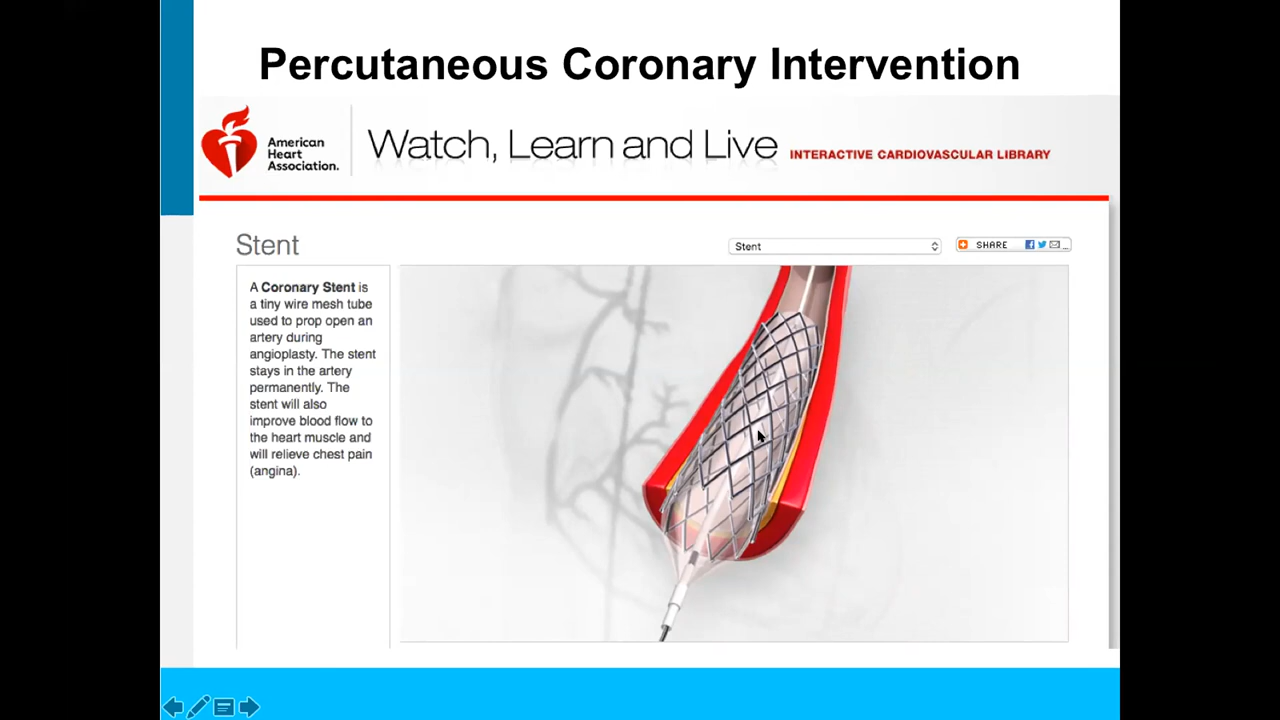 Percutaneous Coronary Intervention
American
Heart
Association.
Watch, Learn and Live INTERACTIVE CARDIOVASCULAR LIBRARY
Stent
Stent
SHARE
A Coronary Stent is
a tiny wire mesh tube
used to prop open an
artery during
angioplasty. The stent
stays in the artery
permanently. The
stent will also
improve blood flow to
the heart muscle and
will relieve chest pain
(angina).